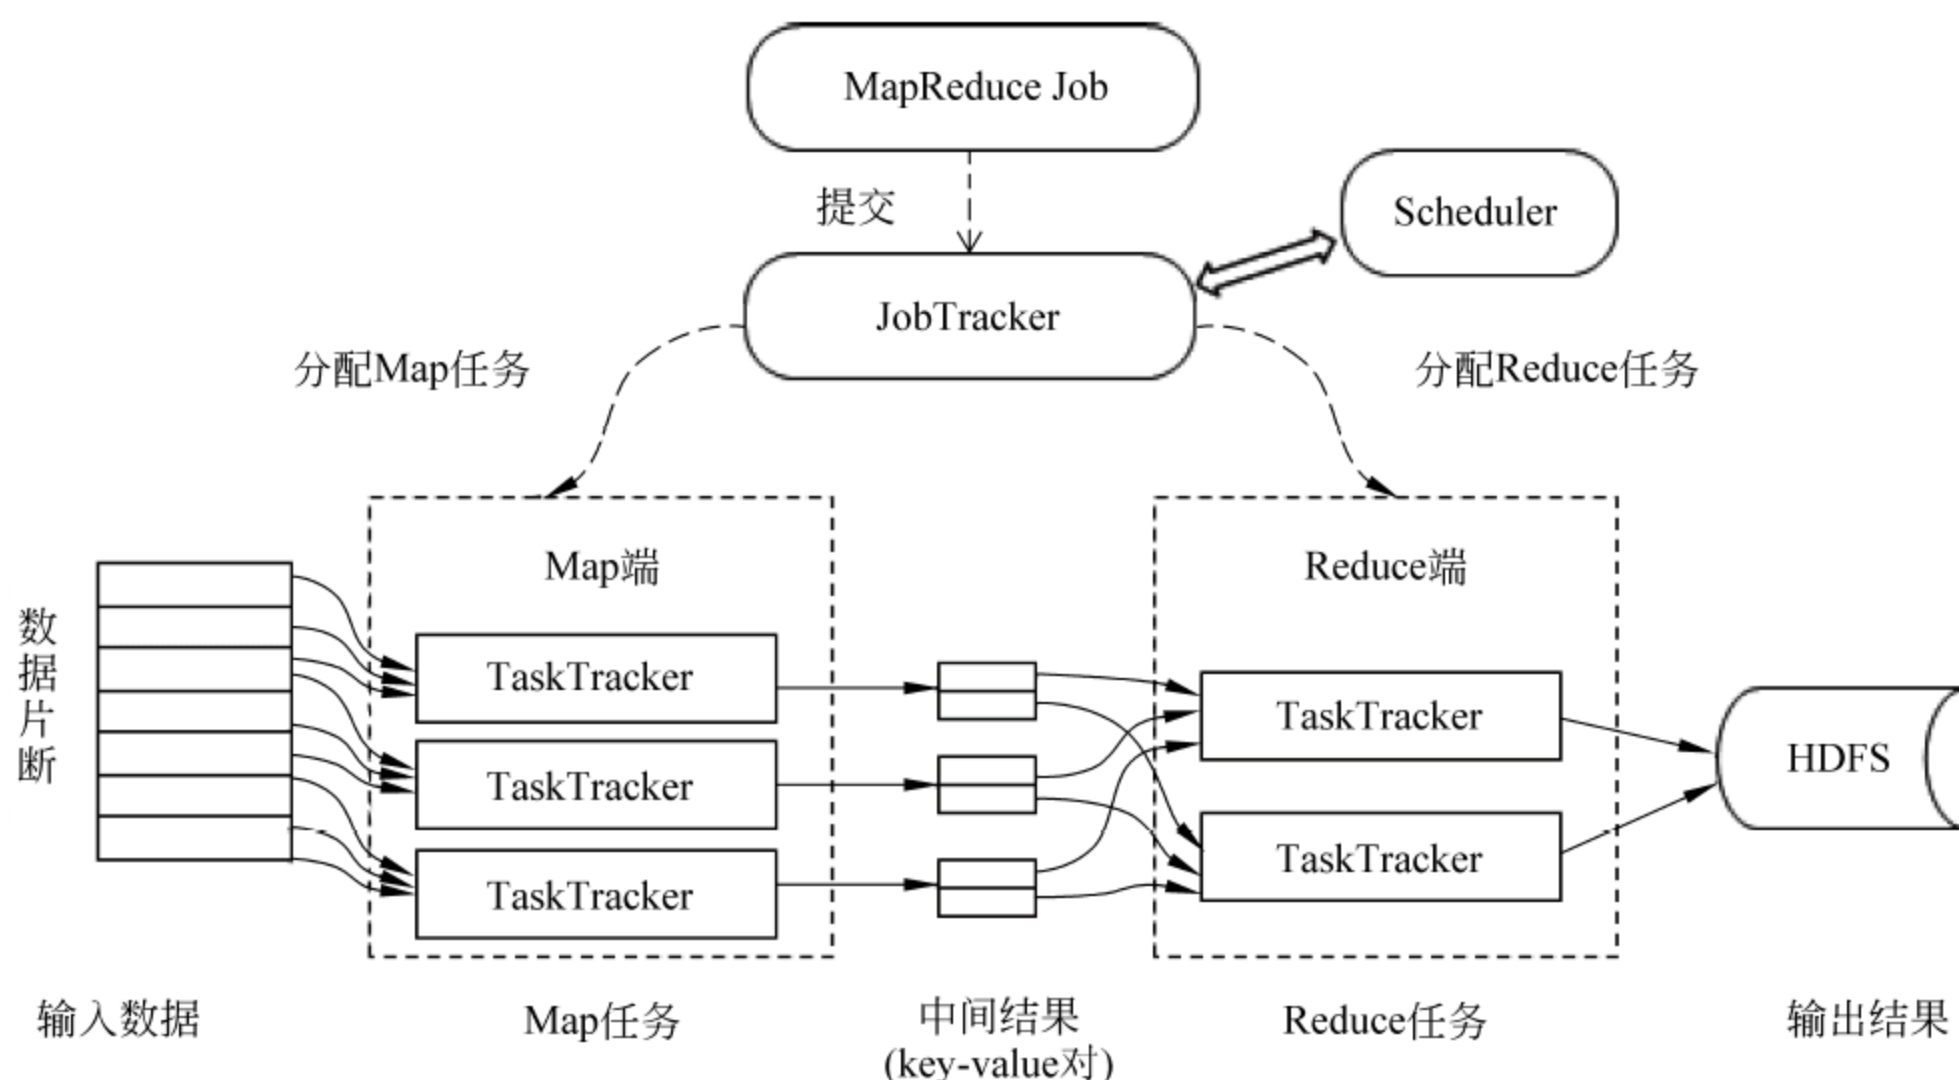 MapReduce Job
提交
Scheduler
JobTracker
分配Map任务
分配Reduce任务
Map端
Reduce端
数据片断
TaskTracker
TaskTracker
TaskTracker
TaskTracker
TaskTracker
HDFS
输入数据
Map任务
中间结果
(key-value对)
Reduce任务
输出结果